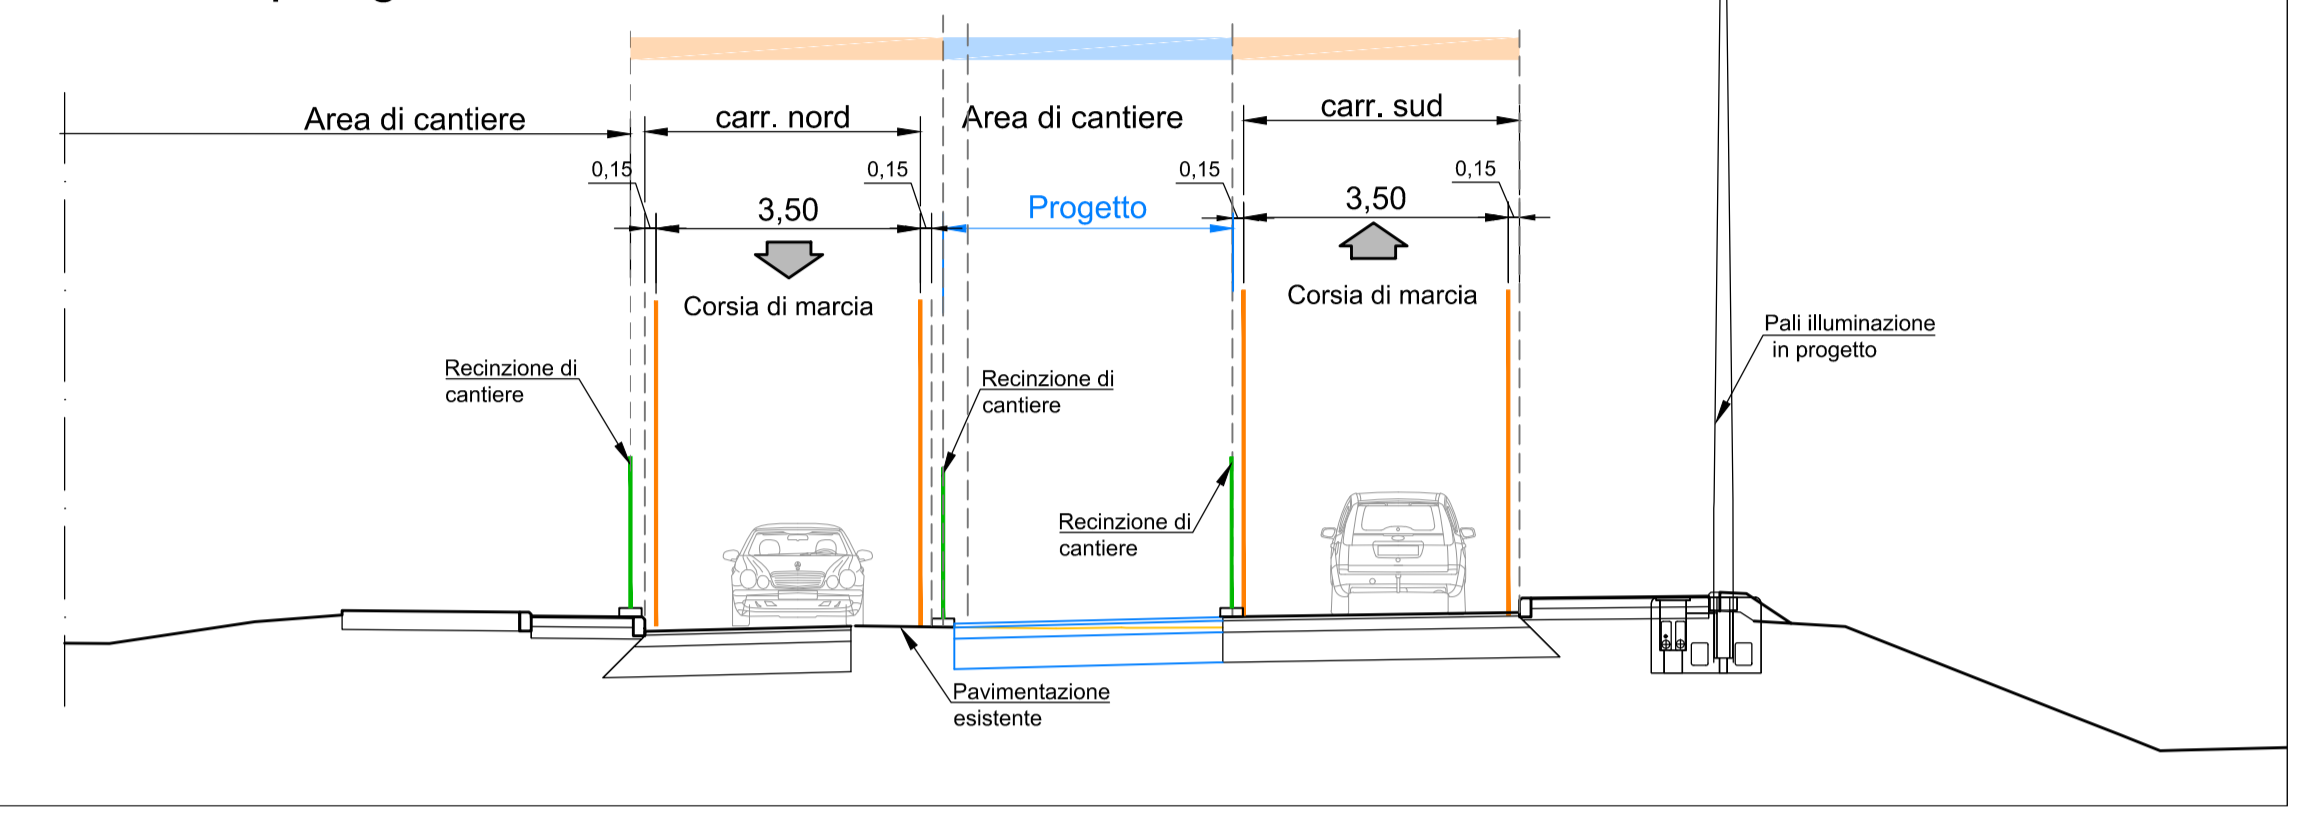 Area di cantiere
carr. nord
Area di cantiere
carr. sud
0,15
0,15
0,15
0,15
3,50
Progetto
3,50
Corsia di marcia
Corsia di marcia
Pali illuminazione
in progetto
Recinzione di
cantiere
Recinzione di
cantiere
Recinzione di
cantiere
Pavimentazione
esistente